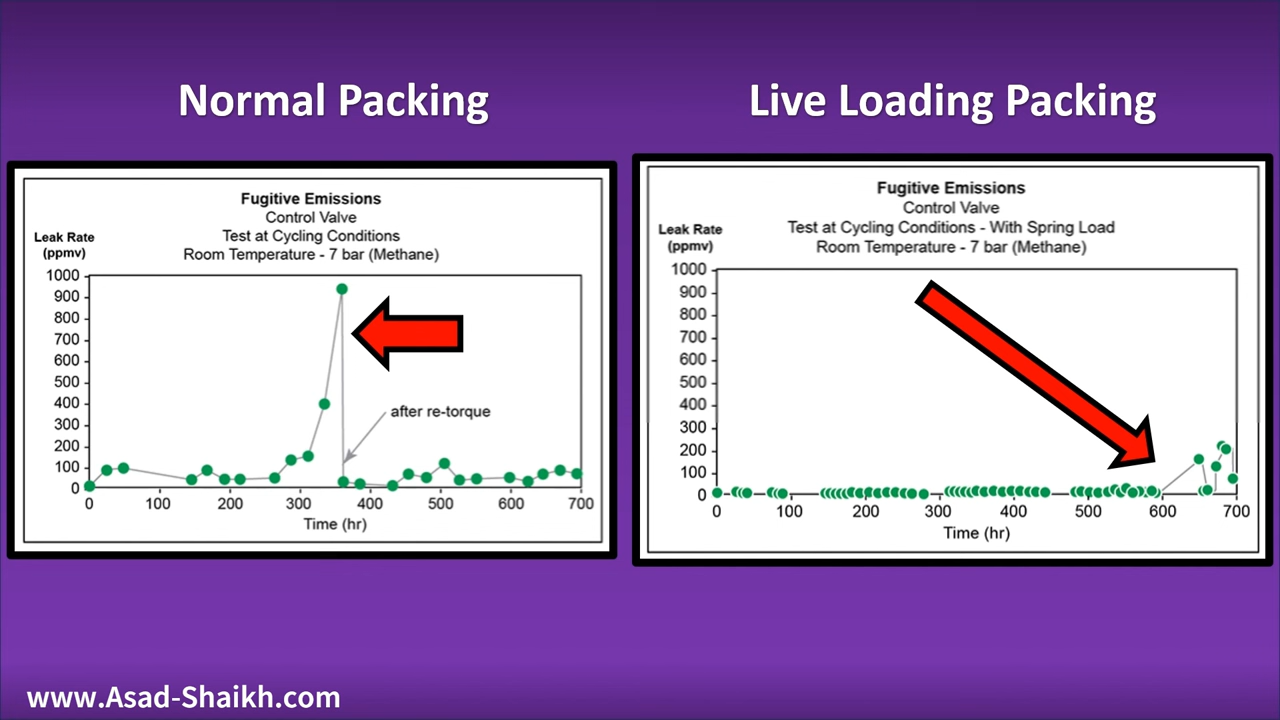 Normal Packing
Live Loading Packing
Fugitive Emissions
Control Valve
Test at Cycling Conditions
Room Temperature - 7 bar (Methane)
Leak Rate
(ppmv)
1000
900
800
700
600
500
400
300
200
100
0
after re-torque
0 100 200 300 400 500 600 700
Time (hr)
Fugitive Emissions
Control Valve
Test at Cycling Conditions - With Spring Load
Room Temperature - 7 bar (Methane)
Leak Rate
(ppmv)
1000
900
800
700
600
500
400
300
200
100
0
0 100 200 300 400 500 600 700
Time (hr)
www.Asad-Shaikh.com